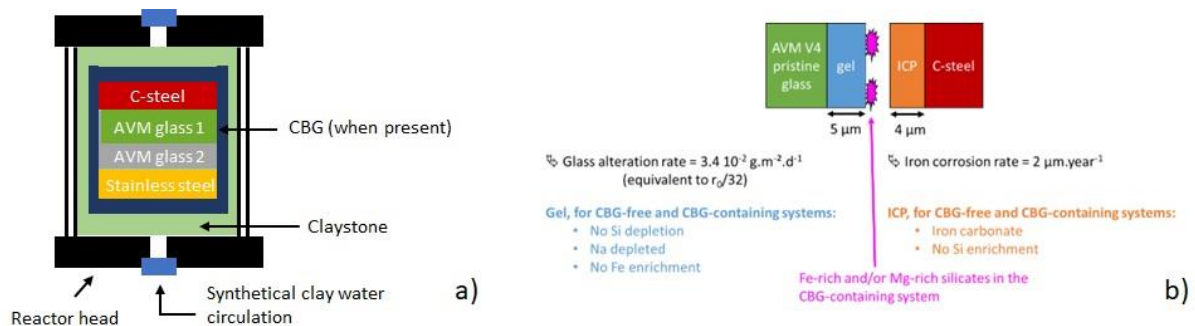 C-steel
AVM glass 1
AVM glass 2
Stainless steel
CBG (when present)
Claystone
Synthetical clay water
circulation
Reactor head
a)
AVM V4
pristine
glass
gel
ICP
C-steel
5 µm
4 µm
Glass alteration rate = 3.4 10⁻² g.m⁻².d⁻¹
(equivalent to r₀/32)
Iron corrosion rate = 2 µm.year⁻¹
Gel, for CBG-free and CBG-containing systems:
• No Si depletion
• Na depleted
• No Fe enrichment
ICP, for CBG-free and CBG-containing systems:
• Iron carbonate
• No Si enrichment
Fe-rich and/or Mg-rich silicates in the
CBG-containing system
b)